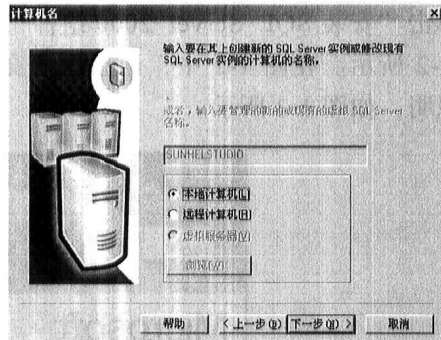 计算机名
输入要在其上创建新的 SQL Server 实例或修改现有
SQL Server 实例的计算机的名称。
或者，输入要管理的新的或现有的虚拟 SQL Server
名称。
SUNHELSTUDIO
本地计算机[L]
远程计算机[R]
虚拟服务器[V]
浏览[W]
帮助
< 上一步(B)
下一步(N) >
取消